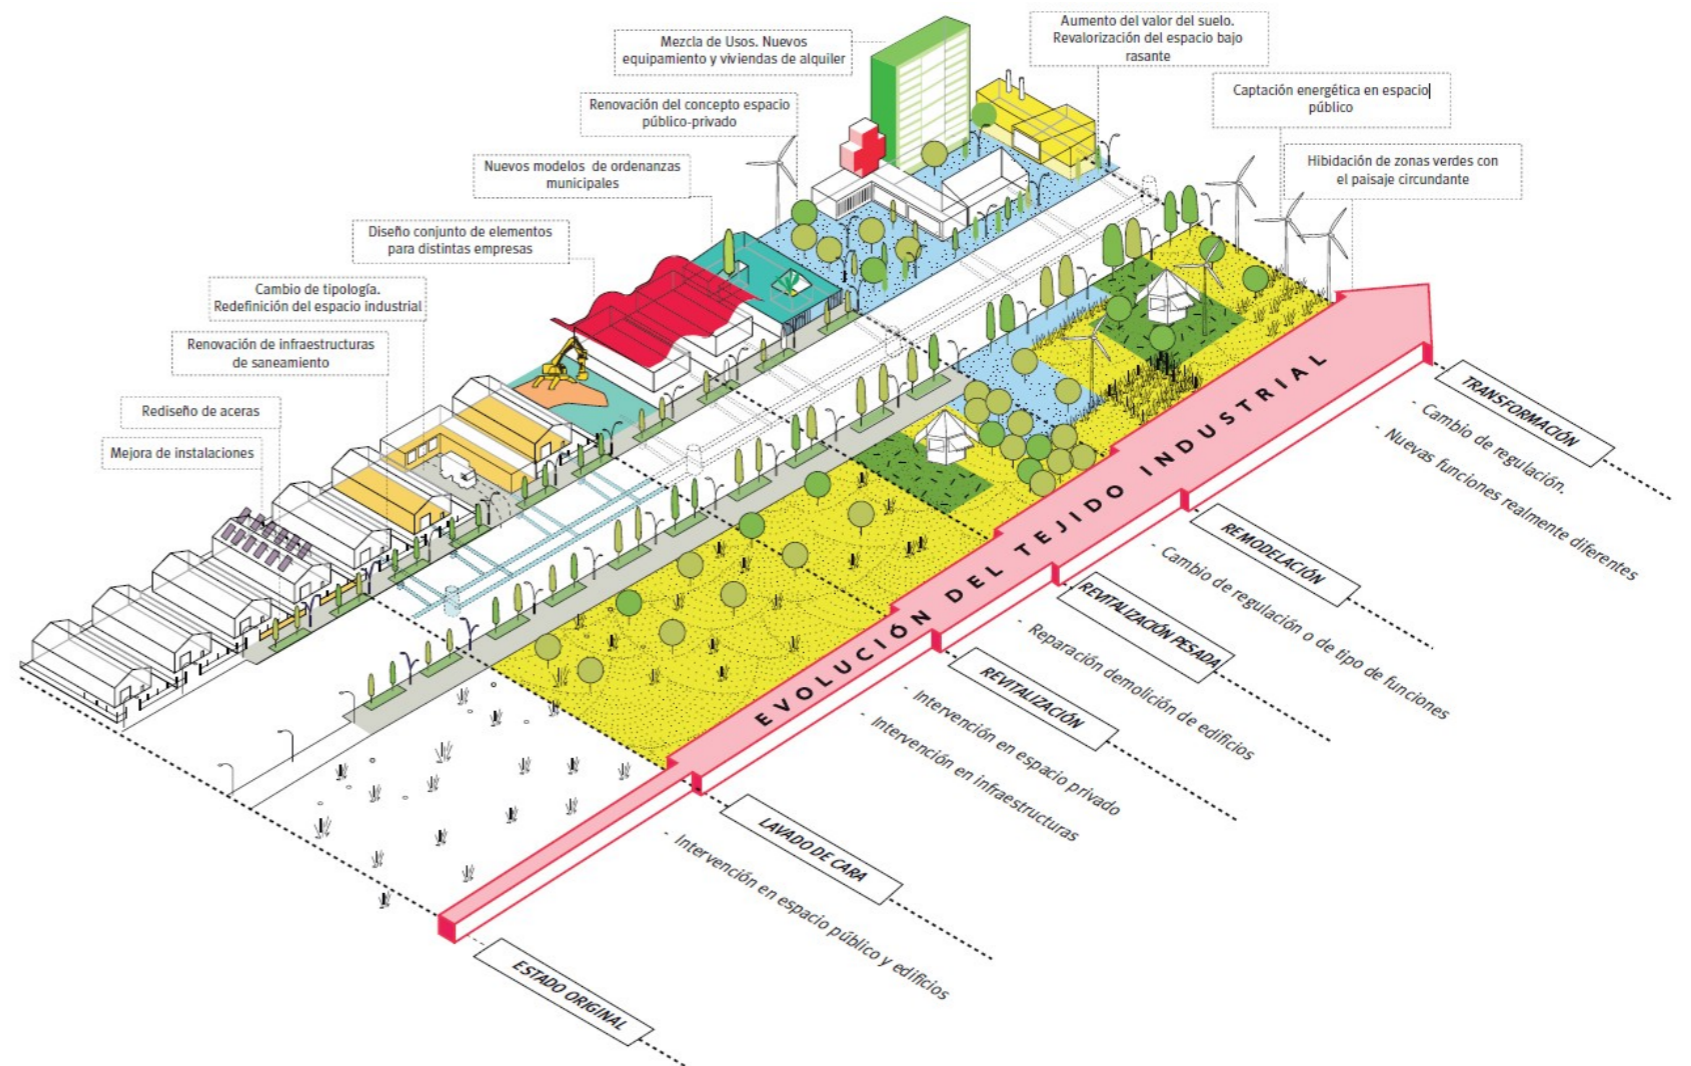 Mezcla de Usos. Nuevos
equipamiento y viviendas de alquiler
Aumento del valor del suelo.
Revalorización del espacio bajo
rasante
Renovación del concepto espacio
público-privado
Captación energética en espacio
público
Nuevos modelos de ordenanzas
municipales
Hibidación de zonas verdes con
el paisaje circundante
Diseño conjunto de elementos
para distintas empresas
Cambio de tipología.
Redefinición del espacio industrial
Renovación de infraestructuras
de saneamiento
Rediseño de aceras
Mejora de instalaciones
EVOLUCIÓN DEL TEJIDO INDUSTRIAL
TRANSFORMACIÓN
- Cambio de regulación.
- Nuevas funciones realmente diferentes
REMODELACIÓN
- Cambio de regulación o de tipo de funciones
REVITALIZACIÓN PESADA
- Reparación demolición de edificios
REVITALIZACIÓN
- Intervención en espacio privado
- Intervención en infraestructuras
LAVADO DE CARA
- Intervención en espacio público y edificios
ESTADO ORIGINAL